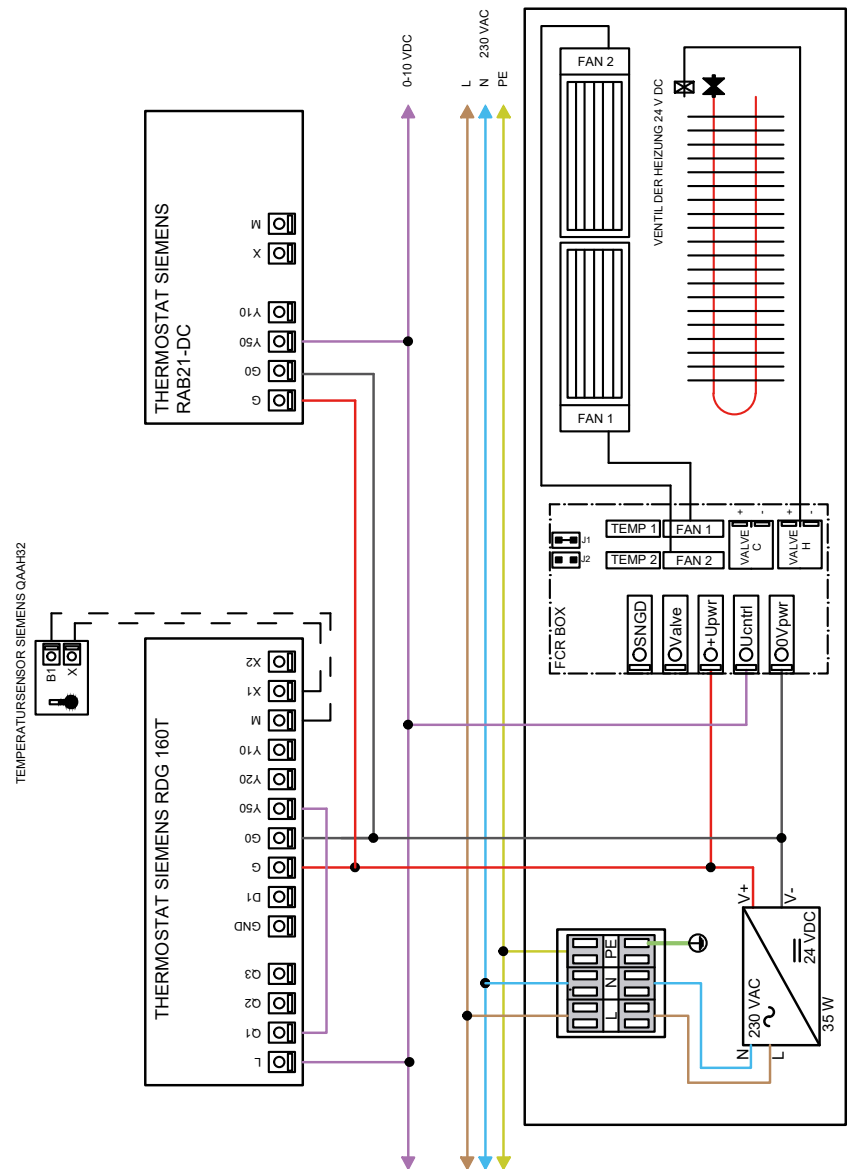 0-10 VDC
L
N
230 VAC
PE
THERMOSTAT SIEMENS
RAB21-DC
M
X
Y10
Y50
G0
G
FAN 2
FAN 1
VENTIL DER HEIZUNG 24 V DC
TEMPERATURSENSOR SIEMENS QAAH32
B1
X
THERMOSTAT SIEMENS RDG 160T
X2
X1
M
Y10
Y20
Y50
G0
G
D1
GND
Q3
Q2
Q1
L
FCR BOX
J1
J2
TEMP 1
FAN 1
TEMP 2
FAN 2
VALVE
C
+
-
VALVE
H
+
-
SNGD
Valve
+Upwr
Ucntrl
0Vpwr
PE
N
L
V+
V-
230 VAC
24 VDC
N
L
35 W